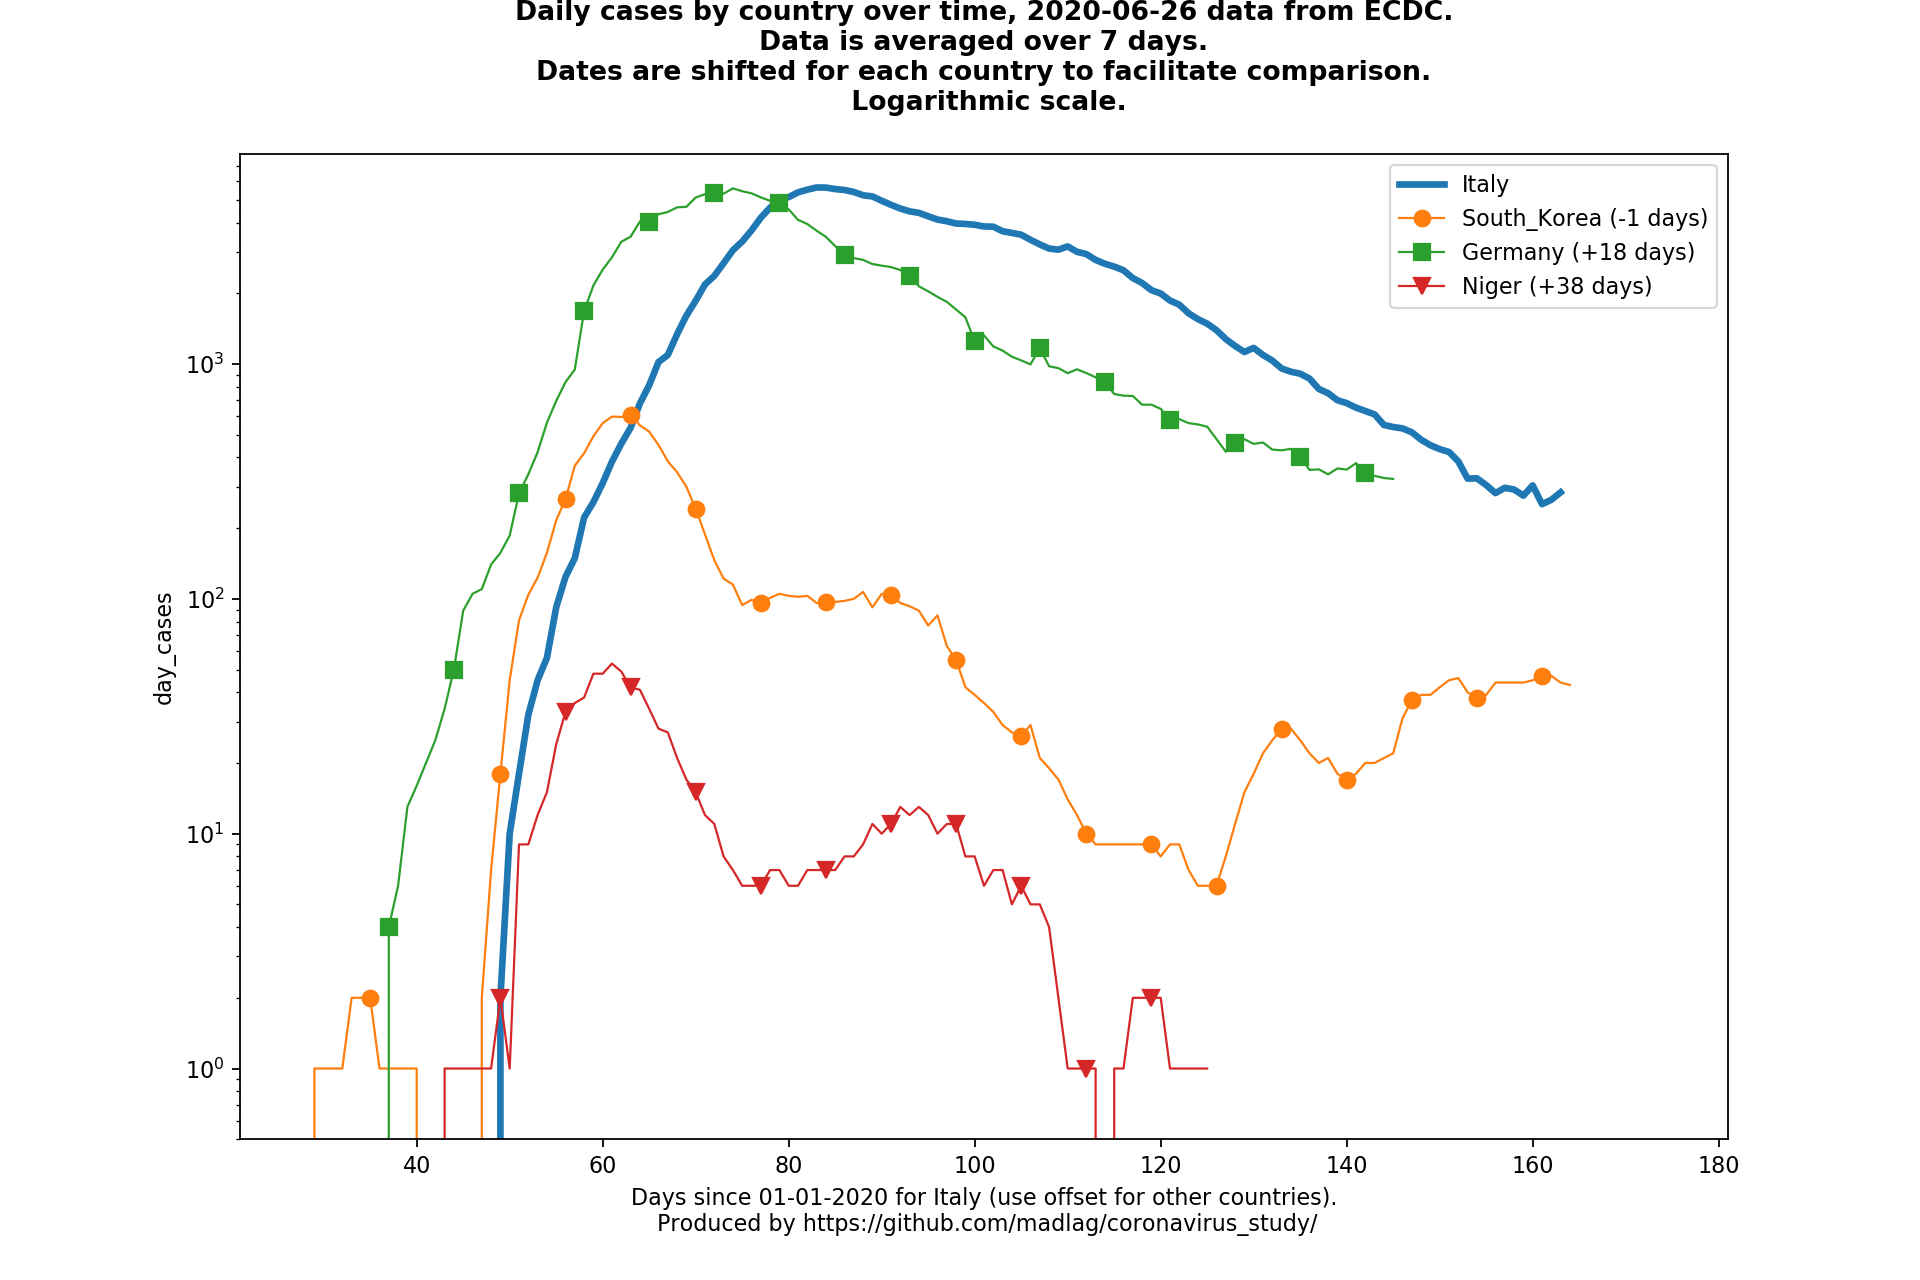 Daily cases by country over time, 2020-06-26 data from ECDC.
Data is averaged over 7 days.
Dates are shifted for each country to facilitate comparison.
Logarithmic scale.
Italy
South_Korea (-1 days)
Germany (+18 days)
Niger (+38 days)
day_cases
10³
10²
10¹
10⁰
40 60 80 100 120 140 160 180
Days since 01-01-2020 for Italy (use offset for other countries).
Produced by https://github.com/madlag/coronavirus_study/